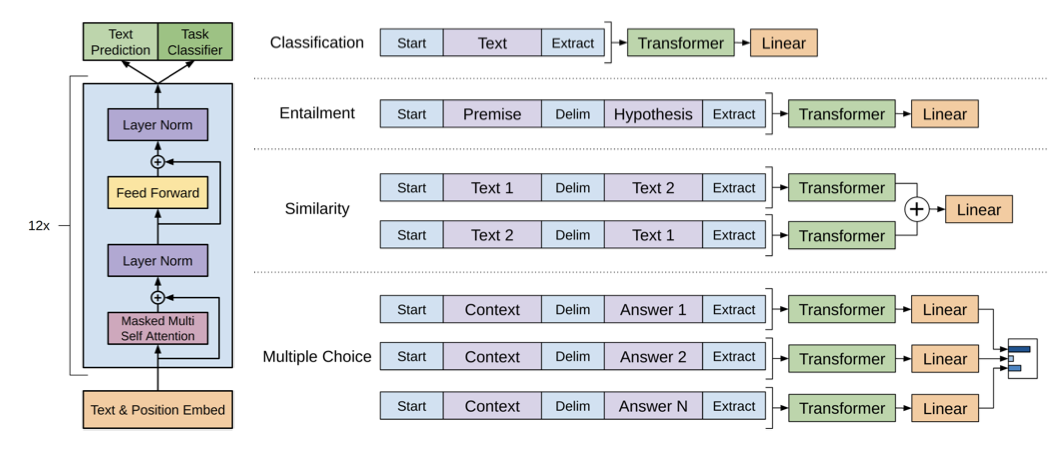 Text Prediction
Task Classifier
Layer Norm
Feed Forward
12x
Layer Norm
Masked Multi
Self Attention
Text & Position Embed
Classification
Start Text Extract Transformer Linear
Entailment
Start Premise Delim Hypothesis Extract Transformer Linear
Similarity
Start Text 1 Delim Text 2 Extract Transformer
Start Text 2 Delim Text 1 Extract Transformer
Linear
Multiple Choice
Start Context Delim Answer 1 Extract Transformer Linear
Start Context Delim Answer 2 Extract Transformer Linear
Start Context Delim Answer N Extract Transformer Linear